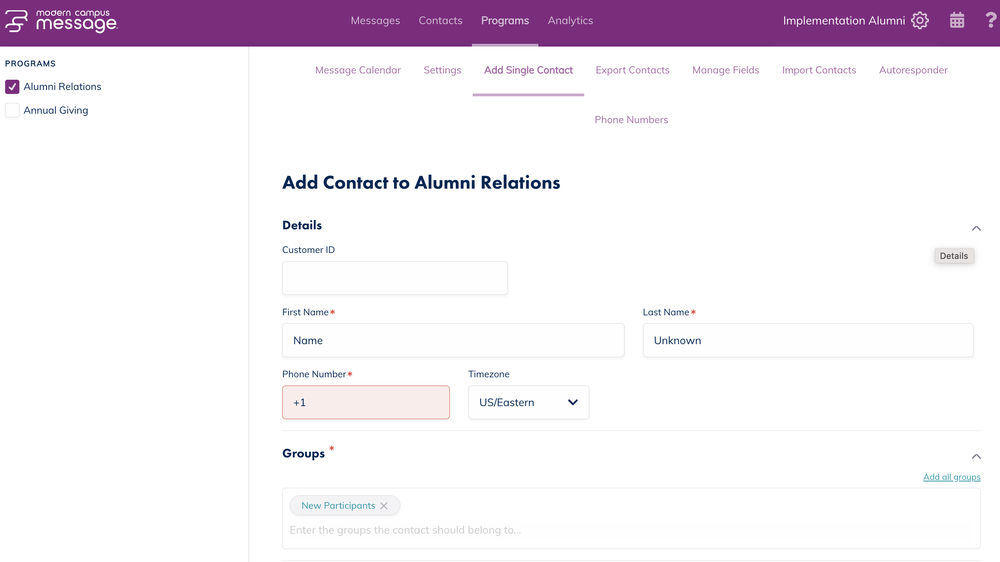 modern campus
message
Messages Contacts Programs Analytics
Implementation Alumni
?
PROGRAMS
Alumni Relations
Annual Giving
Message Calendar Settings Add Single Contact Export Contacts Manage Fields Import Contacts Autoresponder
Phone Numbers
Add Contact to Alumni Relations
Details
Details
Customer ID
First Name*
Last Name*
Name
Unknown
Phone Number*
Timezone
+1
US/Eastern
Groups *
Add all groups
New Participants
Enter the groups the contact should belong to...